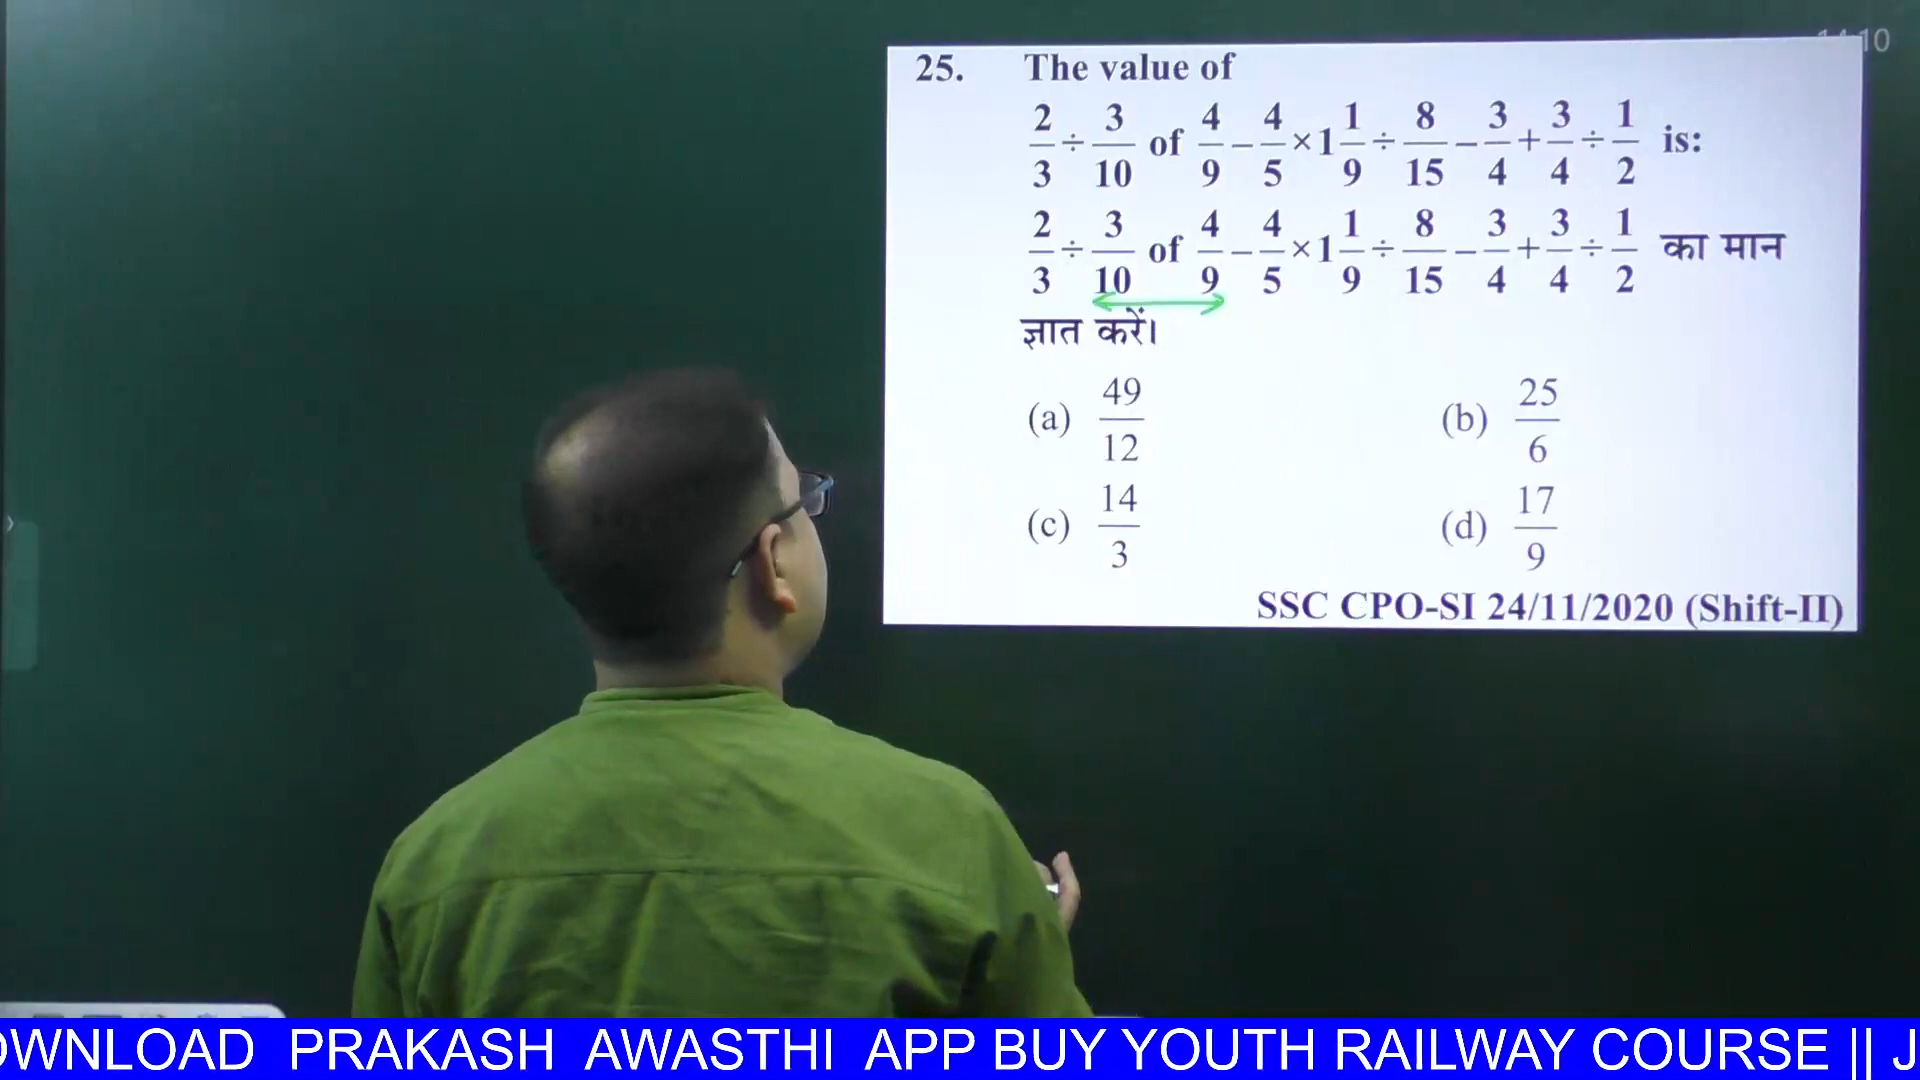 25. The value of
2/3 ÷ 3/10 of 4/9 − 4/5 × 1 1/9 ÷ 8/15 − 3/4 + 3/4 ÷ 1/2 is:
2/3 ÷ 3/10 of 4/9 − 4/5 × 1 1/9 ÷ 8/15 − 3/4 + 3/4 ÷ 1/2 का मान
ज्ञात करें।
(a) 49/12 (b) 25/6
(c) 14/3 (d) 17/9
SSC CPO-SI 24/11/2020 (Shift-II)
OWNLOAD PRAKASH AWASTHI APP BUY YOUTH RAILWAY COURSE || J